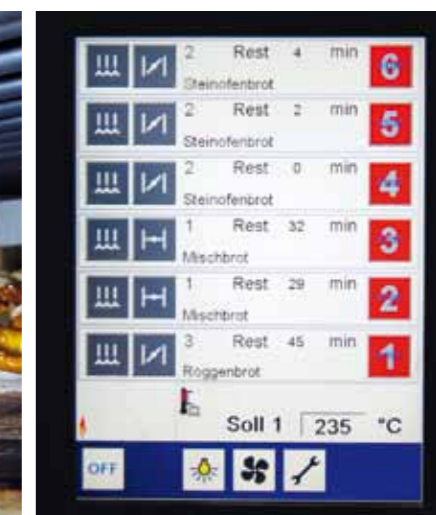 2 Rest 4 min 6
Steinofenbrot
2 Rest 2 min 5
Steinofenbrot
2 Rest 0 min 4
Steinofenbrot
1 Rest 32 min 3
Mischbrot
1 Rest 29 min 2
Mischbrot
3 Rest 45 min 1
Roggenbrot
Soll 1 235 °C
OFF